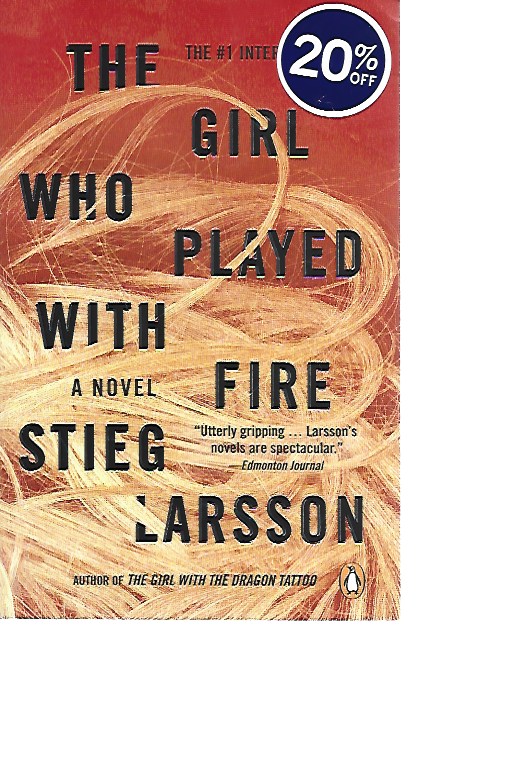 THE #1 INTER
20%
OFF
THE
GIRL
WHO
PLAYED
WITH
FIRE
A NOVEL
"Utterly gripping ... Larsson's
novels are spectacular."
—Edmonton Journal
STIEG
LARSSON
AUTHOR OF THE GIRL WITH THE DRAGON TATTOO